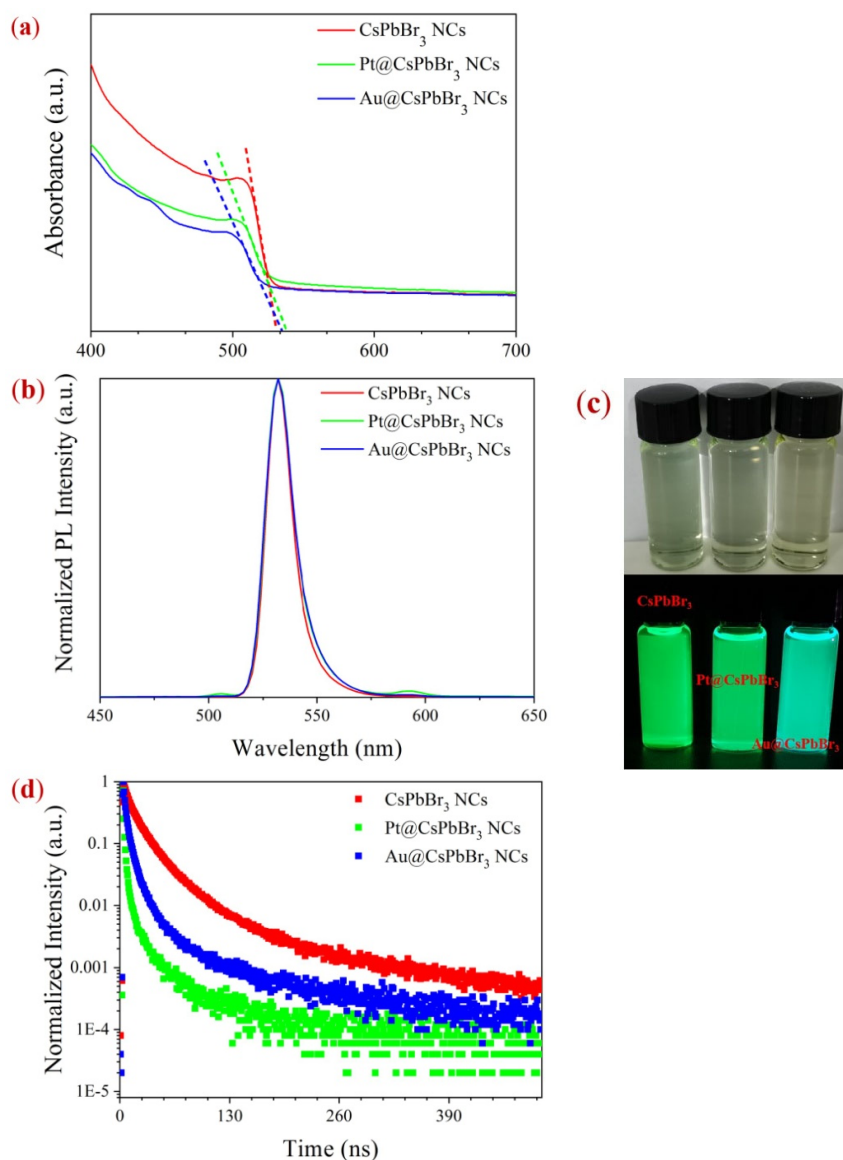 (a)
CsPbBr₃ NCs
Pt@CsPbBr₃ NCs
Au@CsPbBr₃ NCs
Absorbance (a.u.)
400 500 600 700
(b)
CsPbBr₃ NCs
Pt@CsPbBr₃ NCs
Au@CsPbBr₃ NCs
Normalized PL Intensity (a.u.)
450 500 550 600 650
Wavelength (nm)
(c)
CsPbBr₃
Pt@CsPbBr₃
Au@CsPbBr₃
(d)
CsPbBr₃ NCs
Pt@CsPbBr₃ NCs
Au@CsPbBr₃ NCs
Normalized Intensity (a.u.)
1
0.1
0.01
0.001
1E-4
1E-5
0 130 260 390
Time (ns)